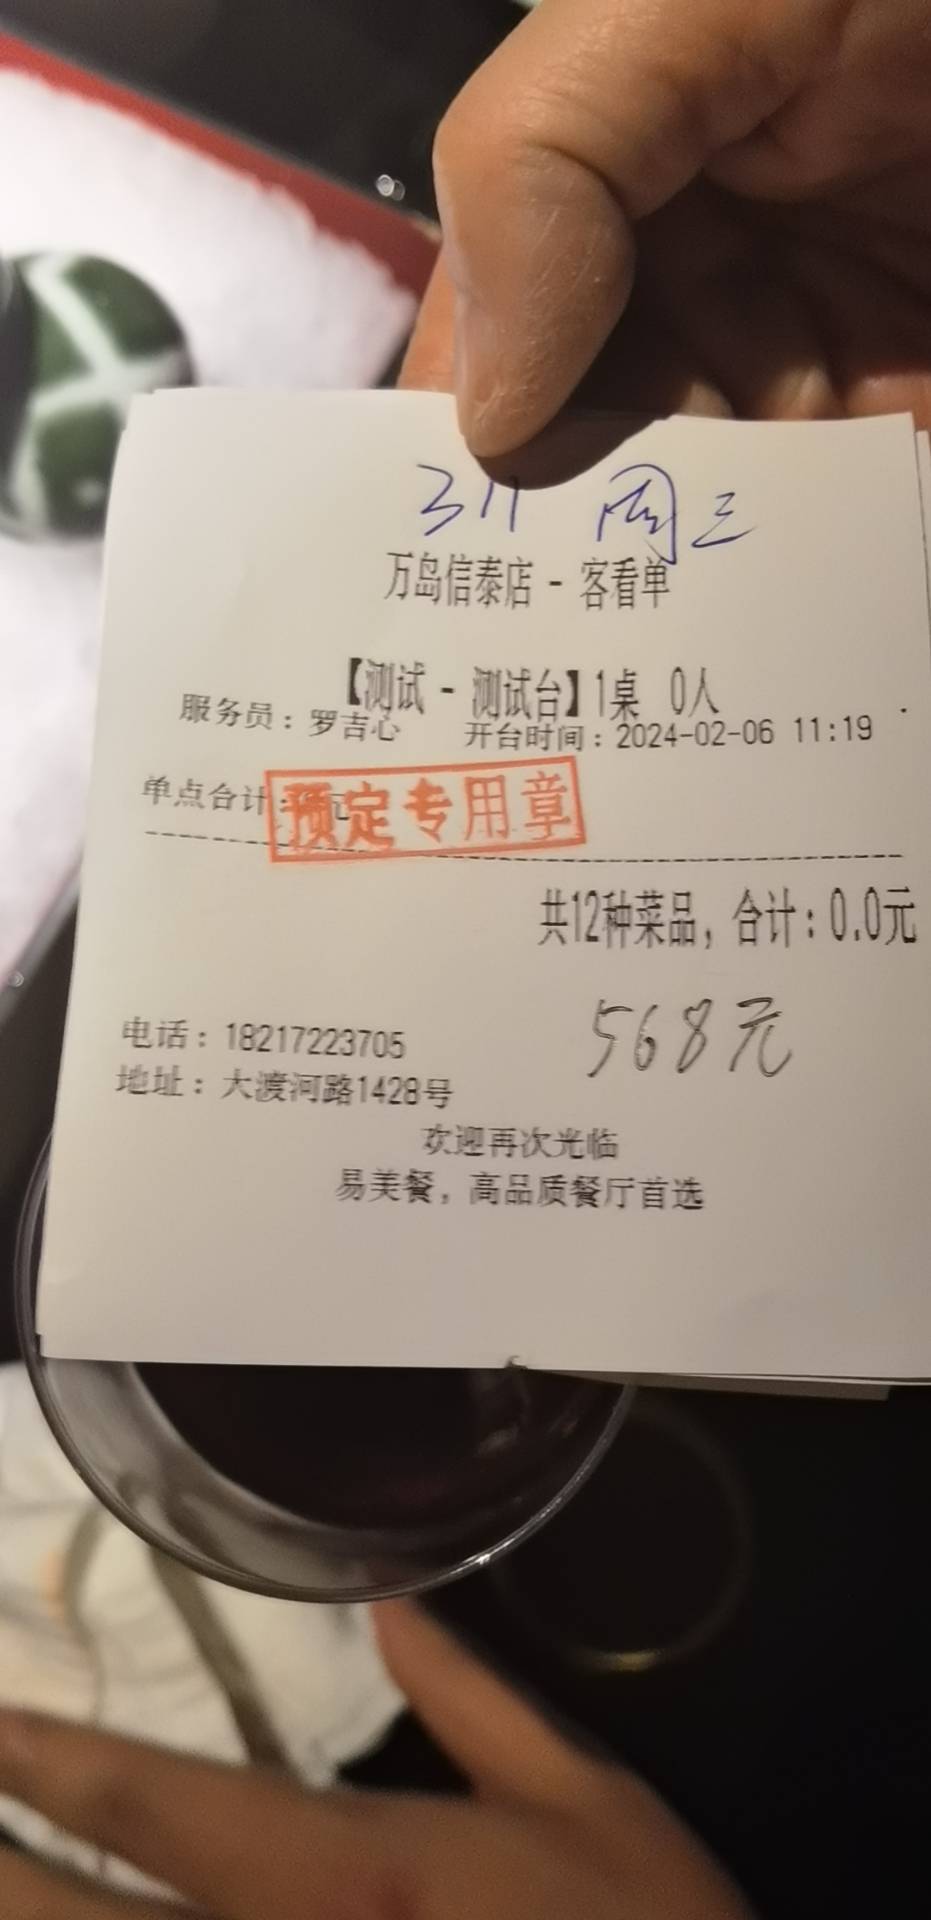 311 周三
万岛信泰店 - 客看单
【测试 - 测试台】1桌 0人
服务员：罗吉心 开台时间：2024-02-06 11:19
单点合计：元
预定专用章
共12种菜品，合计：0.0元
568元
电话：18217223705
地址：大渡河路1428号
欢迎再次光临
易美餐，高品质餐厅首选